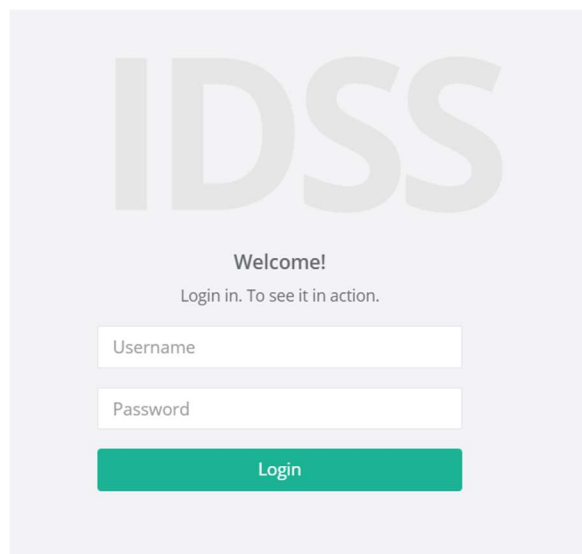 IDSS
Welcome!
Login in. To see it in action.
Username
Password
Login